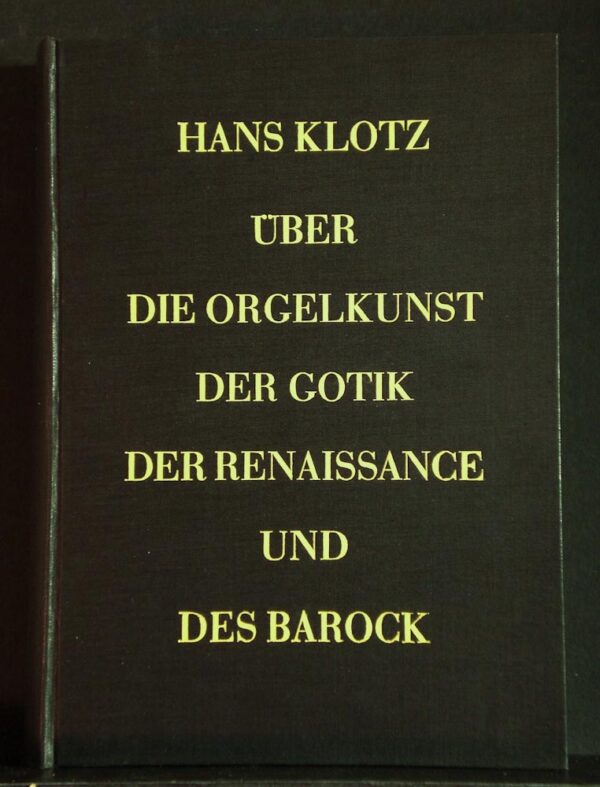 HANS KLOTZ
ÜBER
DIE ORGELKUNST
DER GOTIK
DER RENAISSANCE
UND
DES BAROCK